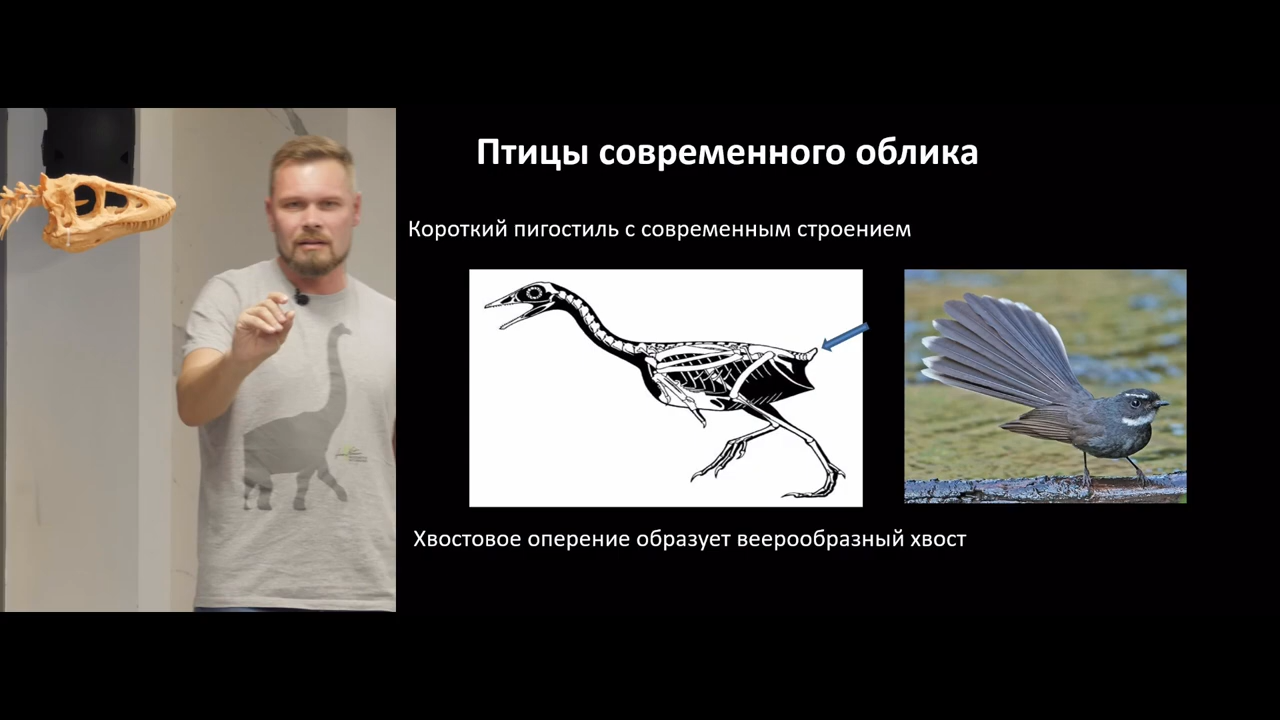 Птицы современного облика
Короткий пигостиль с современным строением
Хвостовое оперение образует веерообразный хвост